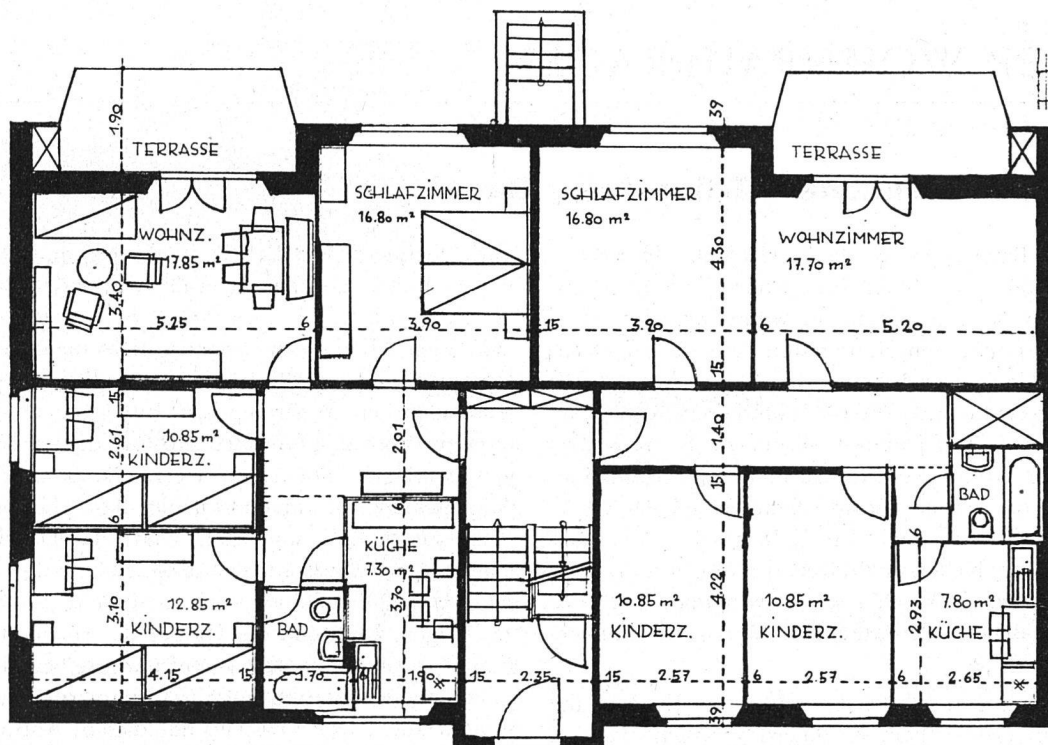 1.90
TERRASSE
WOHNZ.
17.85 m²
3.40
5.25
6
SCHLAFZIMMER
16.80 m²
3.90
15
SCHLAFZIMMER
16.80 m²
39
4.30
3.90
15
6
TERRASSE
WOHNZIMMER
17.70 m²
5.20
15
10.85 m²
2.61
KINDERZ.
6
12.85 m²
3.10
KINDERZ.
4.15
15
2.01
6
KÜCHE
7.30 m²
3.70
BAD
1.70
6
1.90
15
2.35
15
1.40
15
4.22
10.85 m²
KINDERZ.
2.57
39
6
10.85 m²
KINDERZ.
2.57
6
BAD
6
2.93
7.80 m²
KÜCHE
2.65